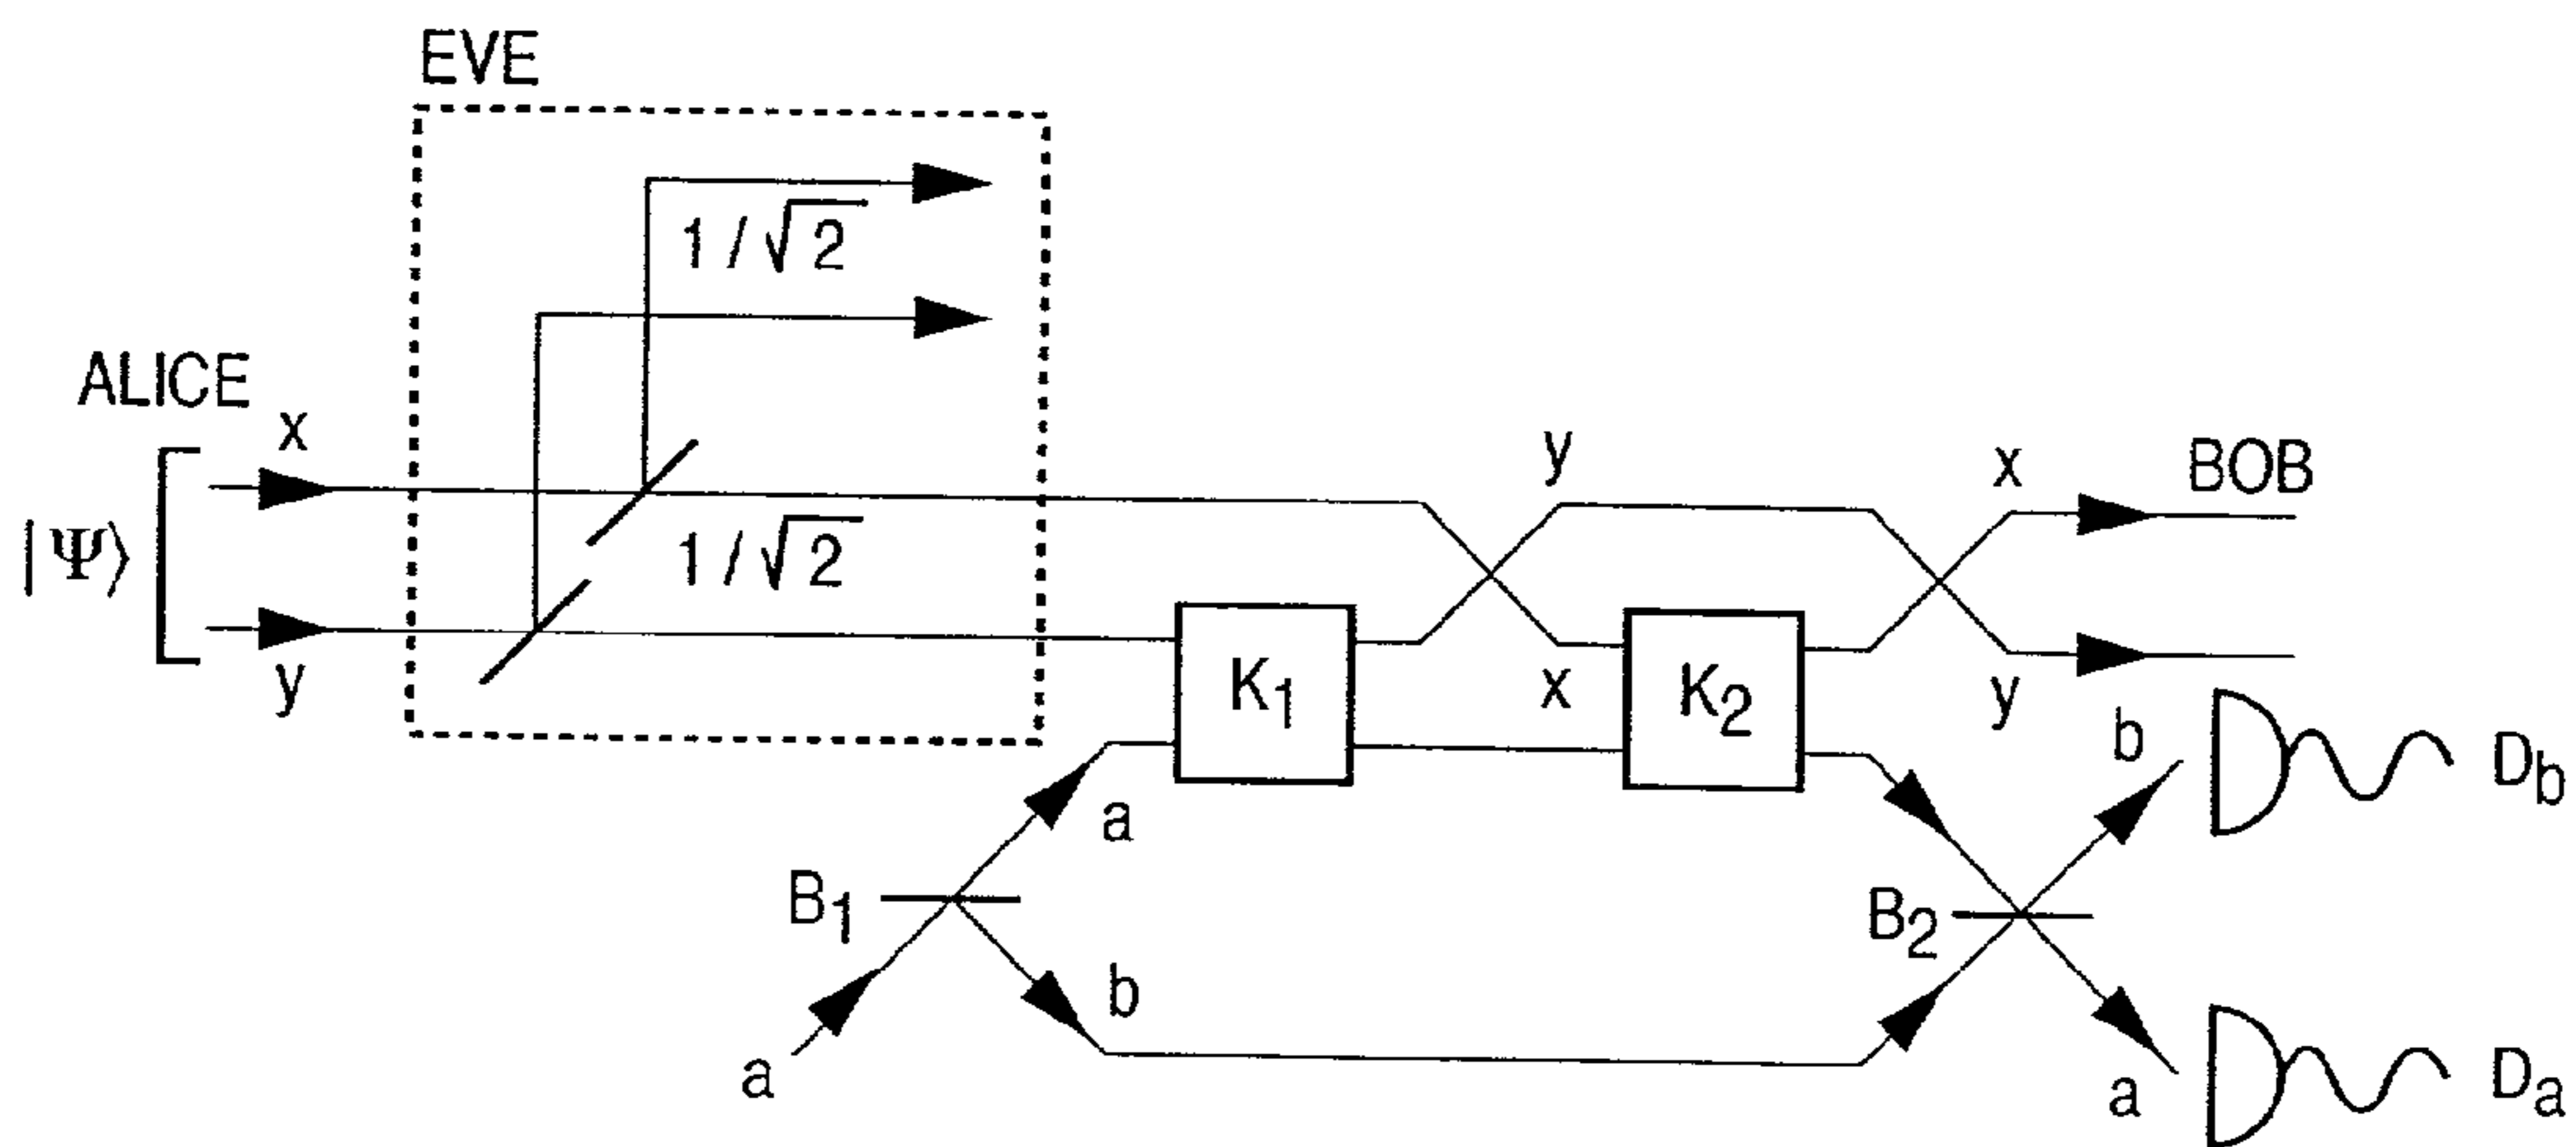 EVE
1/√2
ALICE
x
y
x
BOB
|Ψ⟩
1/√2
y
K1
x
K2
y
b
Db
a
B1
B2
b
a
a
Da